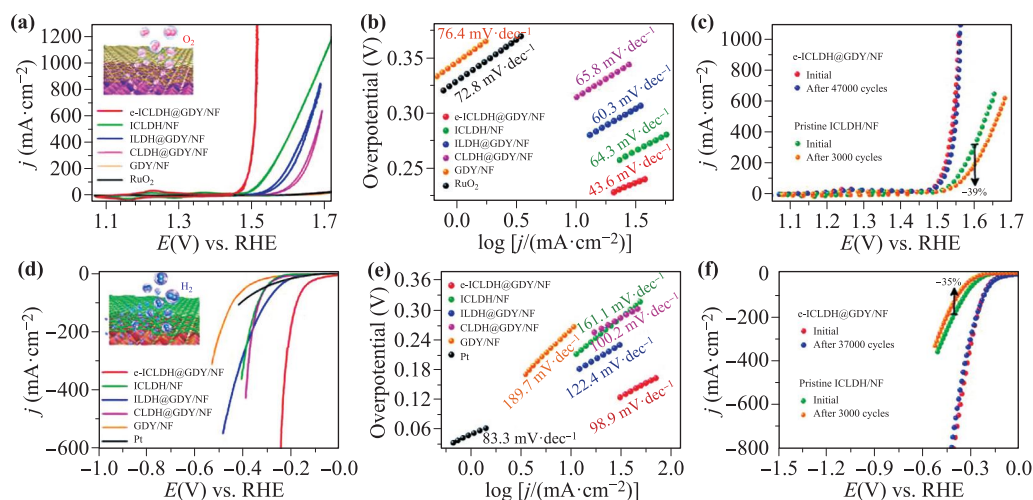 (a)
j (mA·cm−2)
1200
1000
800
600
400
200
0
O2
e-ICLDH@GDY/NF
ICLDH/NF
ILDH@GDY/NF
CLDH@GDY/NF
GDY/NF
RuO2
1.1 1.3 1.5 1.7
E(V) vs. RHE
(b)
Overpotential (V)
0.35
0.30
0.25
76.4 mV·dec−1
72.8 mV·dec−1
65.8 mV·dec−1
60.3 mV·dec−1
64.3 mV·dec−1
43.6 mV·dec−1
e-ICLDH@GDY/NF
ICLDH/NF
ILDH@GDY/NF
CLDH@GDY/NF
GDY/NF
RuO2
0.0 0.5 1.0 1.5 2.0
log [j/(mA·cm−2)]
(c)
j (mA·cm−2)
1000
800
600
400
200
0
e-ICLDH@GDY/NF
Initial
After 47000 cycles
Pristine ICLDH/NF
Initial
After 3000 cycles
−39%
1.1 1.2 1.3 1.4 1.5 1.6 1.7
E(V) vs. RHE
(d)
j (mA·cm−2)
0
−200
−400
−600
H2
e-ICLDH@GDY/NF
ICLDH/NF
ILDH@GDY/NF
CLDH@GDY/NF
GDY/NF
Pt
−1.0 −0.8 −0.6 −0.4 −0.2 −0.0
E(V) vs. RHE
(e)
Overpotential (V)
0.36
0.30
0.24
0.18
0.12
0.06
e-ICLDH@GDY/NF
ICLDH/NF
ILDH@GDY/NF
CLDH@GDY/NF
GDY/NF
Pt
161.1 mV·dec−1
100.2 mV·dec−1
189.7 mV·dec−1
122.4 mV·dec−1
98.9 mV·dec−1
83.3 mV·dec−1
0.0 0.5 1.0 1.5 2.0
log [j/(mA·cm−2)]
(f)
j (mA·cm−2)
0
−200
−400
−600
−800
−35%
e-ICLDH@GDY/NF
Initial
After 37000 cycles
Pristine ICLDH/NF
Initial
After 3000 cycles
−1.5 −1.2 −0.9 −0.6 −0.3 0.0
E(V) vs. RHE